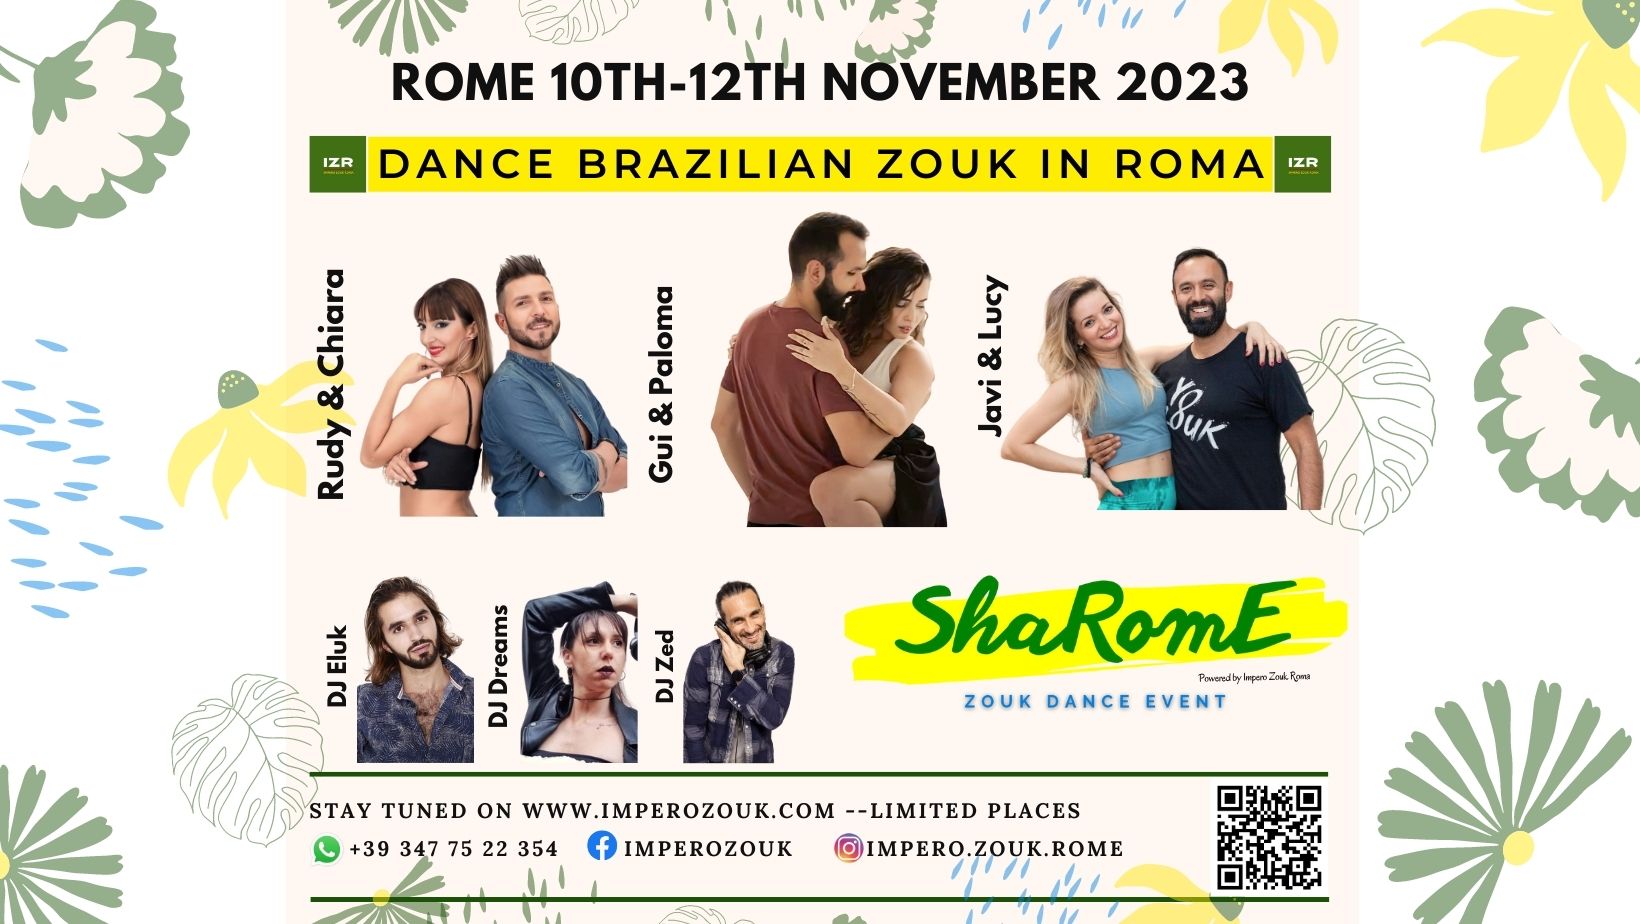 ROME 10TH-12TH NOVEMBER 2023
IZR
DANCE BRAZILIAN ZOUK IN ROMA
IZR
Rudy & Chiara
Gui & Paloma
Javi & Lucy
YO
ZOUK
DJ Eluk
DJ Dreams
DJ Zed
ShaRomE
Powered by Impero Zouk Roma
ZOUK DANCE EVENT
STAY TUNED ON WWW.IMPEROZOUK.COM --LIMITED PLACES
+39 347 75 22 354
IMPEROZOUK
IMPERO.ZOUK.ROME